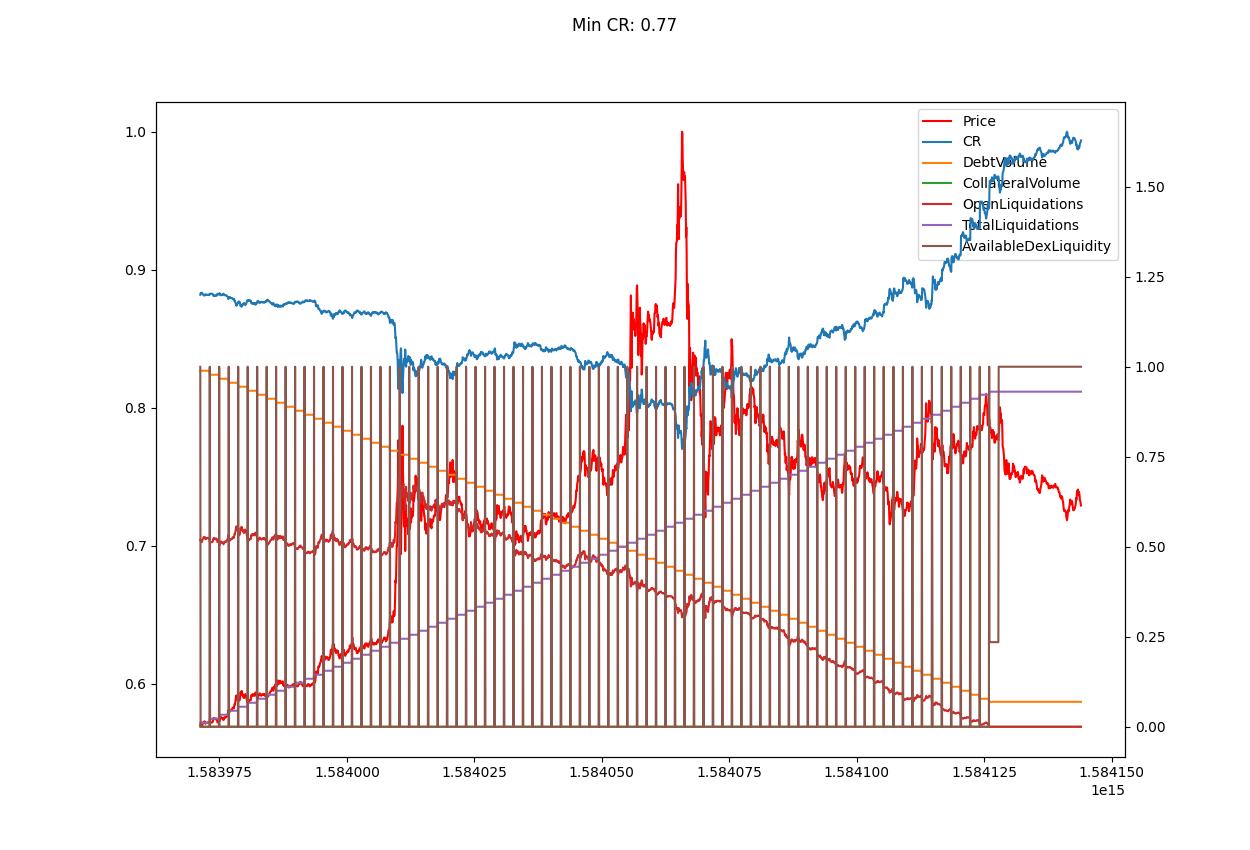 Min CR: 0.77
1.0
0.9
0.8
0.7
0.6
Price
CR
DebtVolume
CollateralVolume
OpenLiquidations
TotalLiquidations
AvailableDexLiquidity
1.50
1.25
1.00
0.75
0.50
0.25
0.00
1.583975 1.584000 1.584025 1.584050 1.584075 1.584100 1.584125 1.584150
1e15